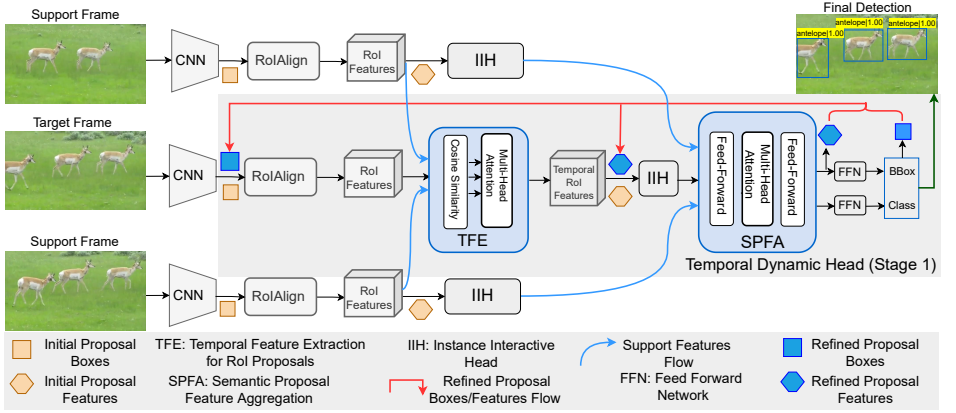 Support Frame
Final Detection
antelope|1.00
antelope|1.00
antelope|1.00
CNN
RoIAlign
RoI
Features
IIH
Target Frame
CNN
RoIAlign
RoI
Features
Cosine Similarity
Multi-Head
Attention
TFE
Temporal
RoI
Features
IIH
Feed-Forward
Multi-Head
Attention
Feed-Forward
SPFA
FFN
FFN
BBox
Class
Temporal Dynamic Head (Stage 1)
Support Frame
CNN
RoIAlign
RoI
Features
IIH
Initial Proposal
Boxes
TFE: Temporal Feature Extraction
for RoI Proposals
IIH: Instance Interactive
Head
Support Features
Flow
Refined Proposal
Boxes
Initial Proposal
Features
SPFA: Semantic Proposal
Feature Aggregation
Refined Proposal
Boxes/Features Flow
FFN: Feed Forward
Network
Refined Proposal
Features